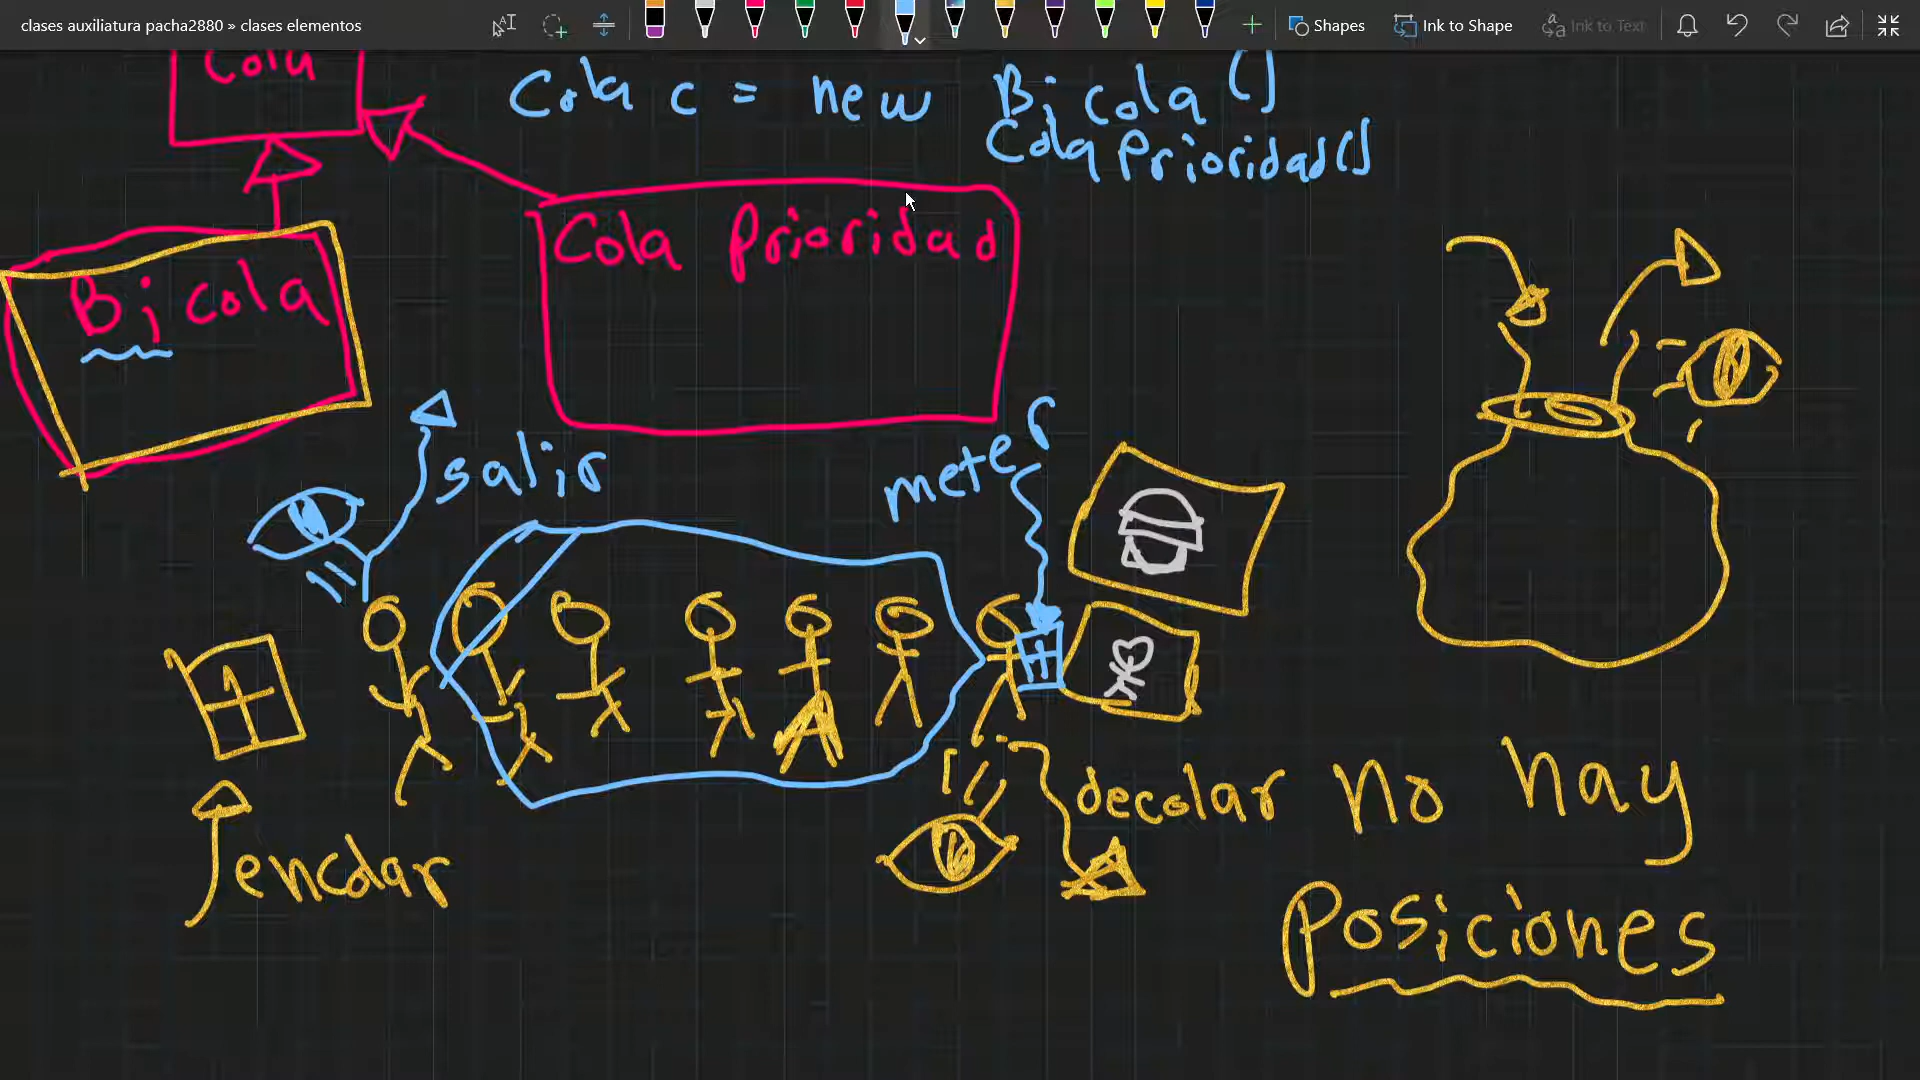 clases auxiliatura pacha2880 » clases elementos
Shapes
Ink to Shape
Ink to Text
Cola
Cola c = new Bicola()
ColaPrioridad()
Cola Prioridad
Bicola
salir
meter
decolar
encolar
no hay
posiciones